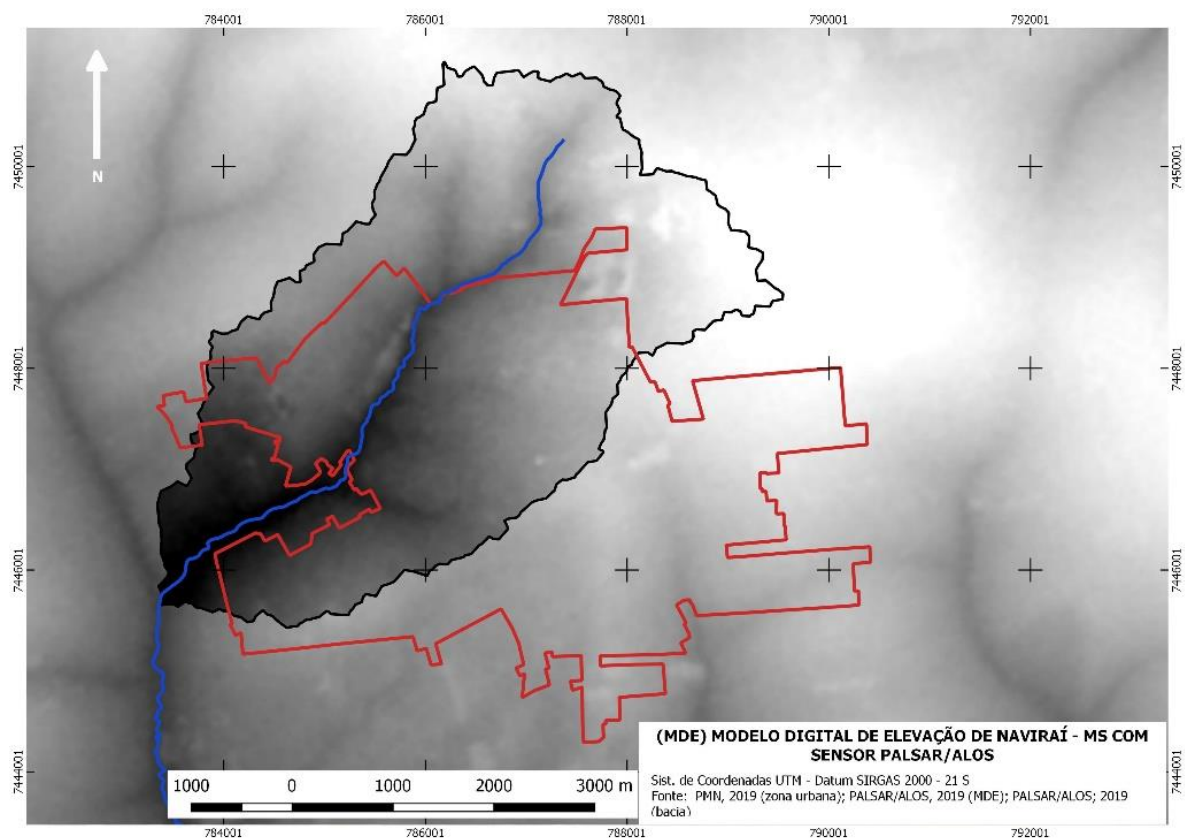 784001 786001 788001 790001 792001
7450001 7450001
N
7448001 7448001
7446001 7446001
7444001 7444001
(MDE) MODELO DIGITAL DE ELEVAÇÃO DE NAVIRAÍ - MS COM
SENSOR PALSAR/ALOS
Sist. de Coordenadas UTM - Datum SIRGAS 2000 - 21 S
Fonte: PMN, 2019 (zona urbana); PALSAR/ALOS, 2019 (MDE); PALSAR/ALOS; 2019
(bacia)
1000 0 1000 2000 3000 m
784001 786001 788001 790001 792001